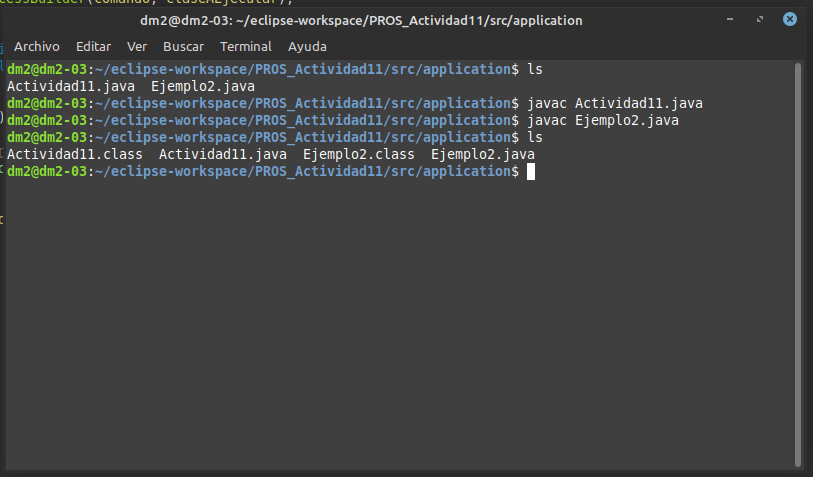 essBuilder(comando, claseAEjecutar);
dm2@dm2-03: ~/eclipse-workspace/PROS_Actividad11/src/application
Archivo Editar Ver Buscar Terminal Ayuda
dm2@dm2-03:~/eclipse-workspace/PROS_Actividad11/src/application$ ls
Actividad11.java Ejemplo2.java
dm2@dm2-03:~/eclipse-workspace/PROS_Actividad11/src/application$ javac Actividad11.java
dm2@dm2-03:~/eclipse-workspace/PROS_Actividad11/src/application$ javac Ejemplo2.java
dm2@dm2-03:~/eclipse-workspace/PROS_Actividad11/src/application$ ls
Actividad11.class Actividad11.java Ejemplo2.class Ejemplo2.java
dm2@dm2-03:~/eclipse-workspace/PROS_Actividad11/src/application$